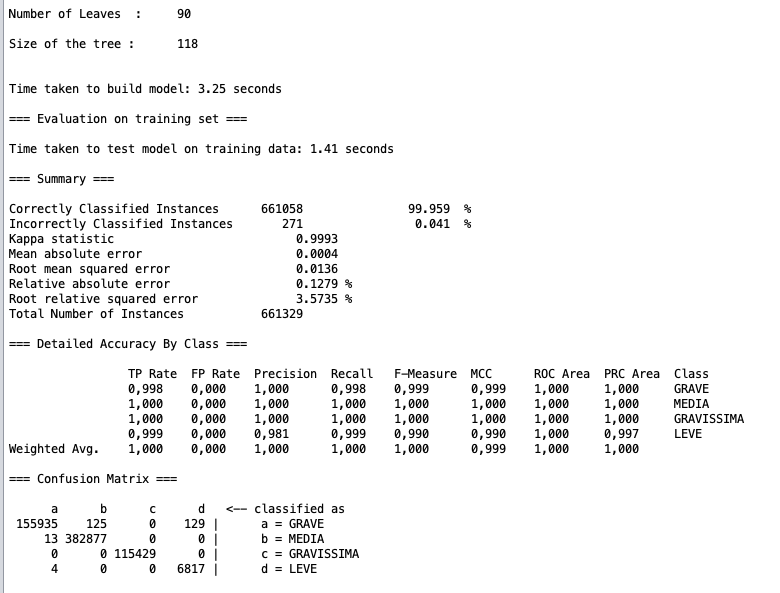 Number of Leaves  :     90
Size of the tree :      118
Time taken to build model: 3.25 seconds
=== Evaluation on training set ===
Time taken to test model on training data: 1.41 seconds
=== Summary ===
Correctly Classified Instances      661058               99.959  %
Incorrectly Classified Instances       271                0.041  %
Kappa statistic                          0.9993
Mean absolute error                      0.0004
Root mean squared error                  0.0136
Relative absolute error                  0.1279 %
Root relative squared error              3.5735 %
Total Number of Instances           661329
=== Detailed Accuracy By Class ===
TP Rate  FP Rate  Precision  Recall   F-Measure  MCC      ROC Area  PRC Area  Class
0,998    0,000    1,000      0,998    0,999      0,999    1,000     1,000     GRAVE
1,000    0,000    1,000      1,000    1,000      1,000    1,000     1,000     MEDIA
1,000    0,000    1,000      1,000    1,000      1,000    1,000     1,000     GRAVISSIMA
0,999    0,000    0,981      0,999    0,990      0,990    1,000     0,997     LEVE
Weighted Avg.    1,000    0,000    1,000      1,000    1,000      0,999    1,000     1,000
=== Confusion Matrix ===
a      b      c      d   <-- classified as
155935    125      0    129 |      a = GRAVE
13 382877      0      0 |      b = MEDIA
0      0 115429      0 |      c = GRAVISSIMA
4      0      0   6817 |      d = LEVE